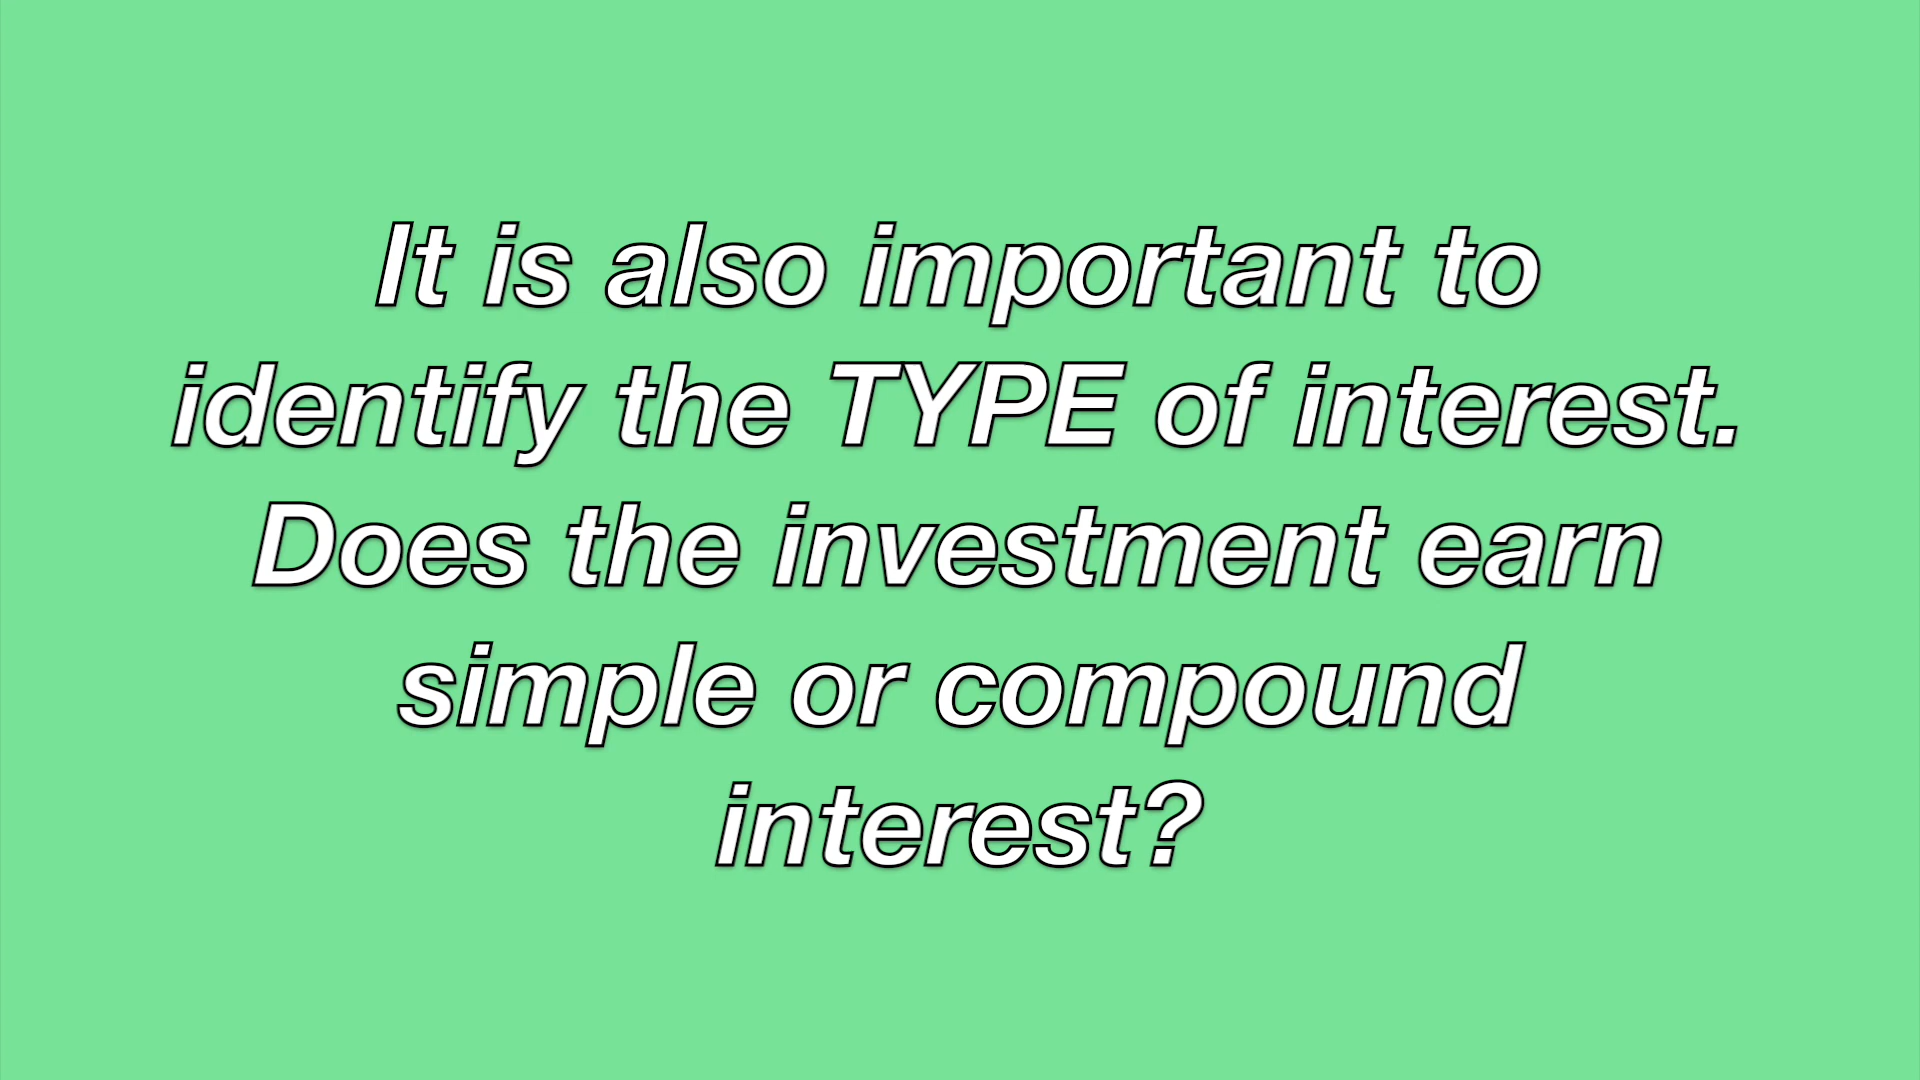 It is also important to
identify the TYPE of interest.
Does the investment earn
simple or compound
interest?